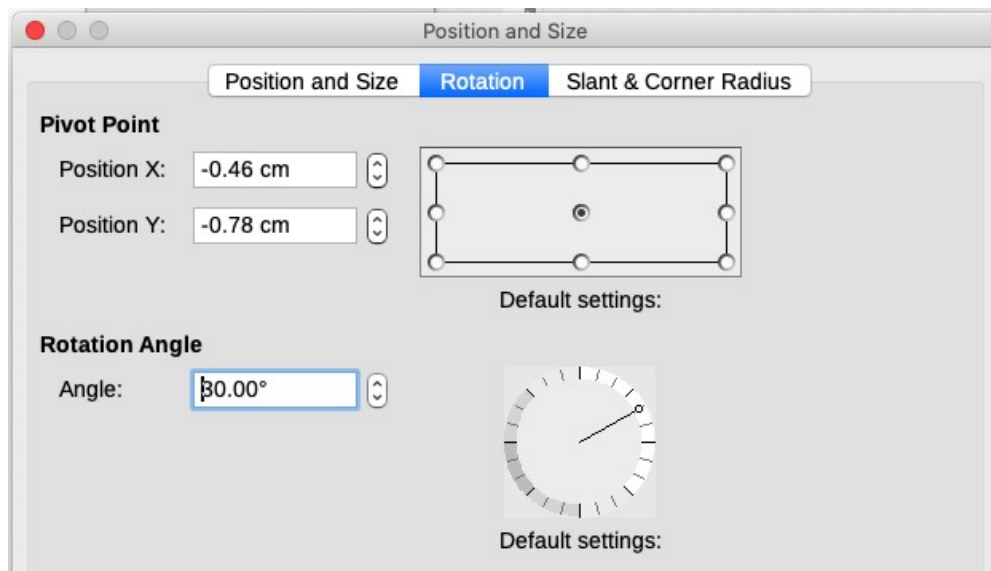 Position and Size
Position and Size Rotation Slant & Corner Radius
Pivot Point
Position X: -0.46 cm
Position Y: -0.78 cm
Default settings:
Rotation Angle
Angle: 30.00°
Default settings: